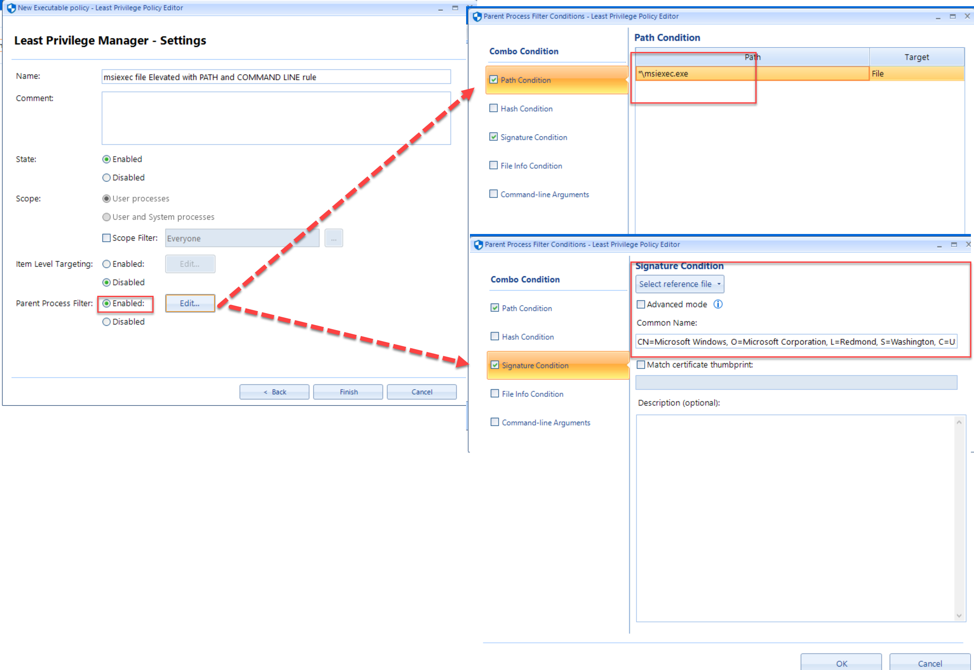 New Executable policy - Least Privilege Policy Editor
Least Privilege Manager - Settings
Name:
msiexec file Elevated with PATH and COMMAND LINE rule
Comment:
State:
Enabled
Disabled
Scope:
User processes
User and System processes
Scope Filter:
Everyone
...
Item Level Targeting:
Enabled:
Edit...
Disabled
Parent Process Filter:
Enabled:
Edit...
Disabled
< Back
Finish
Cancel
Parent Process Filter Conditions - Least Privilege Policy Editor
Combo Condition
Path Condition
Hash Condition
Signature Condition
File Info Condition
Command-line Arguments
Path Condition
Path
Target
*\msiexec.exe
File
Parent Process Filter Conditions - Least Privilege Policy Editor
Combo Condition
Path Condition
Hash Condition
Signature Condition
File Info Condition
Command-line Arguments
Signature Condition
Select reference file
Advanced mode
Common Name:
CN=Microsoft Windows, O=Microsoft Corporation, L=Redmond, S=Washington, C=U
Match certificate thumbprint:
Description (optional):
OK
Cancel